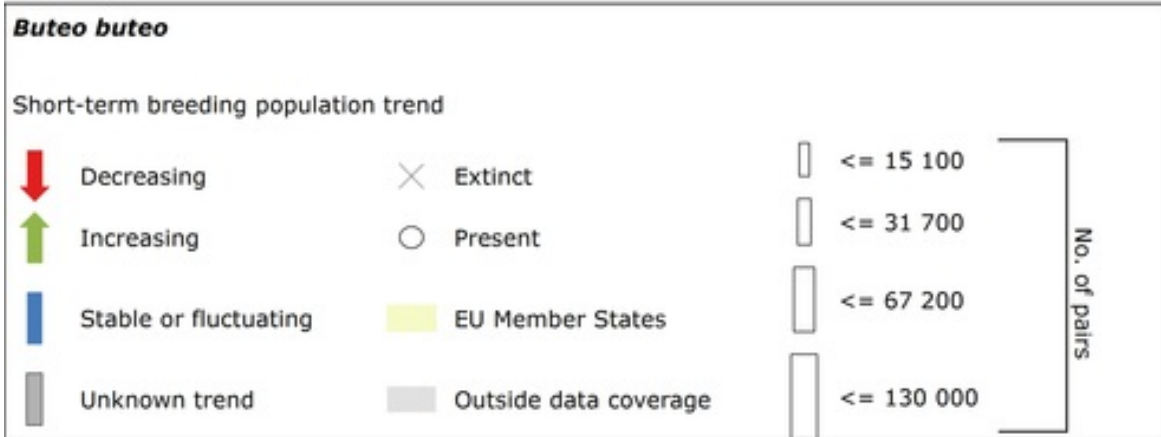 Buteo buteo
Short-term breeding population trend
Decreasing
Extinct
<= 15 100
Increasing
Present
<= 31 700
Stable or fluctuating
EU Member States
<= 67 200
Unknown trend
Outside data coverage
<= 130 000
No. of pairs